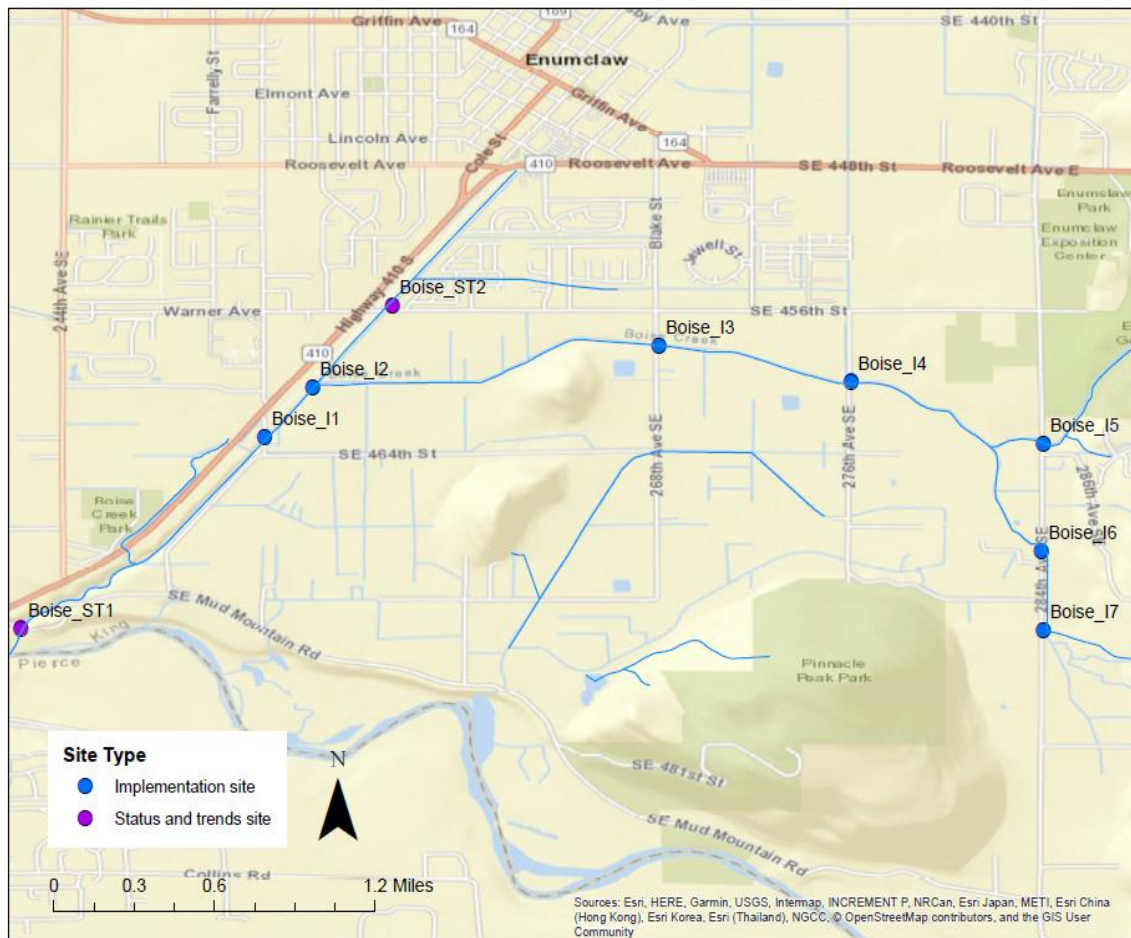 Griffin Ave
164
169
SE 440th St
Farrelly St
Enumclaw
Elmont Ave
Griffin Ave
Lincoln Ave
Cole St
164
Roosevelt Ave
410
Roosevelt Ave
SE 448th St
Roosevelt Ave E
Enumclaw
Park
Enumclaw
Exposition
Center
Rainier Trails
Park
Blake St
Jewell St
244th Ave SE
Highway 410 S
Boise_ST2
Warner Ave
SE 456th St
410
Boise Creek
Boise_I3
Boise_I2
Boise_I4
Boise_I1
Boise_I5
SE 464th St
268th Ave SE
276th Ave SE
286th Ave SE
Boise
Creek
Park
Boise_I6
284th Ave SE
Boise_ST1
King
Pierce
SE Mud Mountain Rd
Boise_I7
Pinnacle
Peak Park
Site Type
Implementation site
Status and trends site
N
SE 481st St
SE Mud Mountain Rd
Collins Rd
0 0.3 0.6 1.2 Miles
Sources: Esri, HERE, Garmin, USGS, Intermap, INCREMENT P, NRCan, Esri Japan, METI, Esri China
(Hong Kong), Esri Korea, Esri (Thailand), NGCC, © OpenStreetMap contributors, and the GIS User
Community